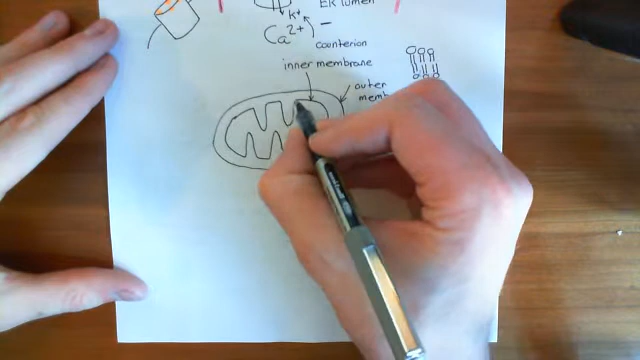 ER lumen
K+
Ca2+ −
counterion
inner membrane
outer
memb